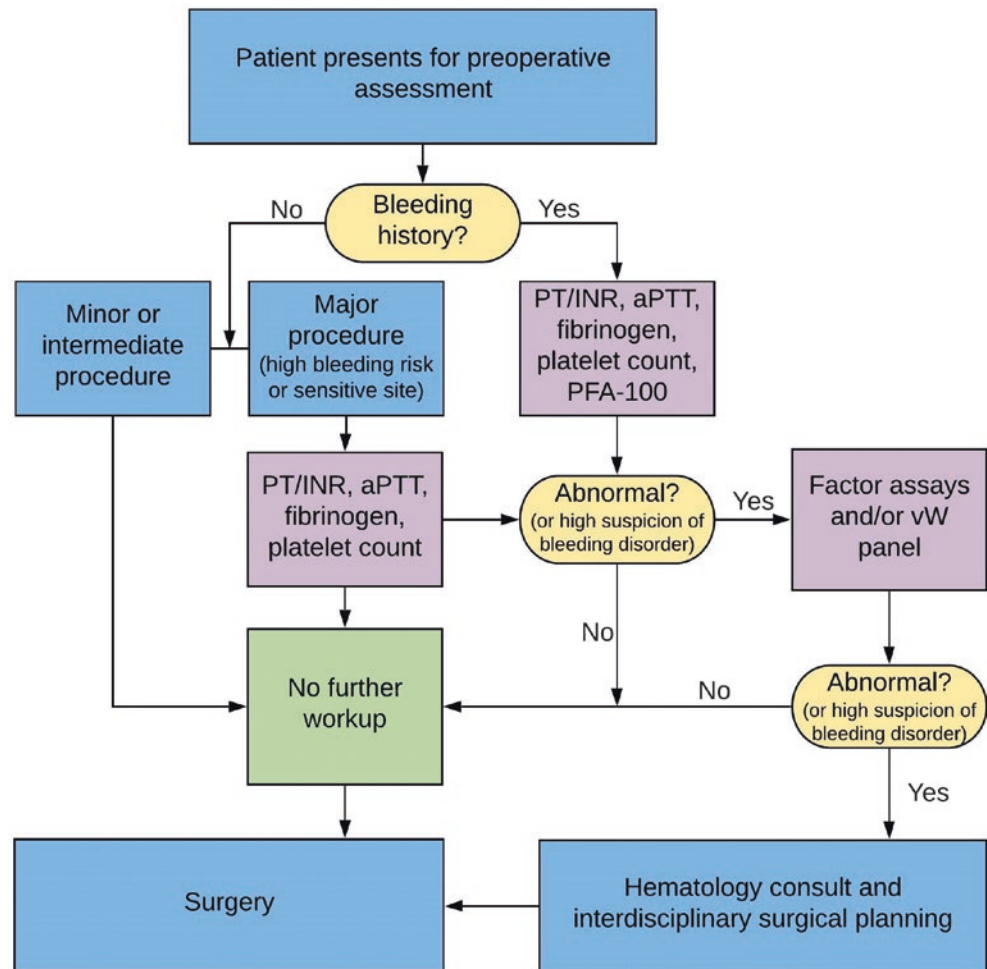 Patient presents for preoperative
assessment
No
Bleeding
history?
Yes
Minor or
intermediate
procedure
Major
procedure
(high bleeding risk
or sensitive site)
PT/INR, aPTT,
fibrinogen,
platelet count,
PFA-100
PT/INR, aPTT,
fibrinogen,
platelet count
Abnormal?
(or high suspicion of
bleeding disorder)
Yes
Factor assays
and/or vW
panel
No
No further
workup
No
Abnormal?
(or high suspicion of
bleeding disorder)
Yes
Surgery
Hematology consult and
interdisciplinary surgical planning